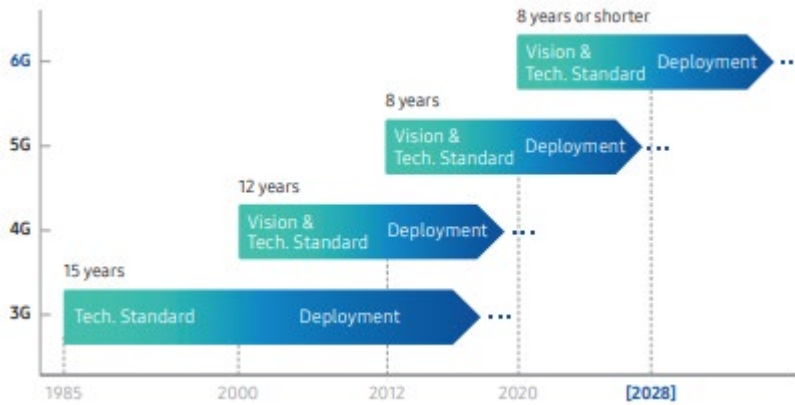 8 years or shorter
6G
Vision &
Tech. Standard
Deployment
8 years
5G
Vision &
Tech. Standard
Deployment
12 years
4G
Vision &
Tech. Standard
Deployment
15 years
3G
Tech. Standard
Deployment
1985
2000
2012
2020
[2028]